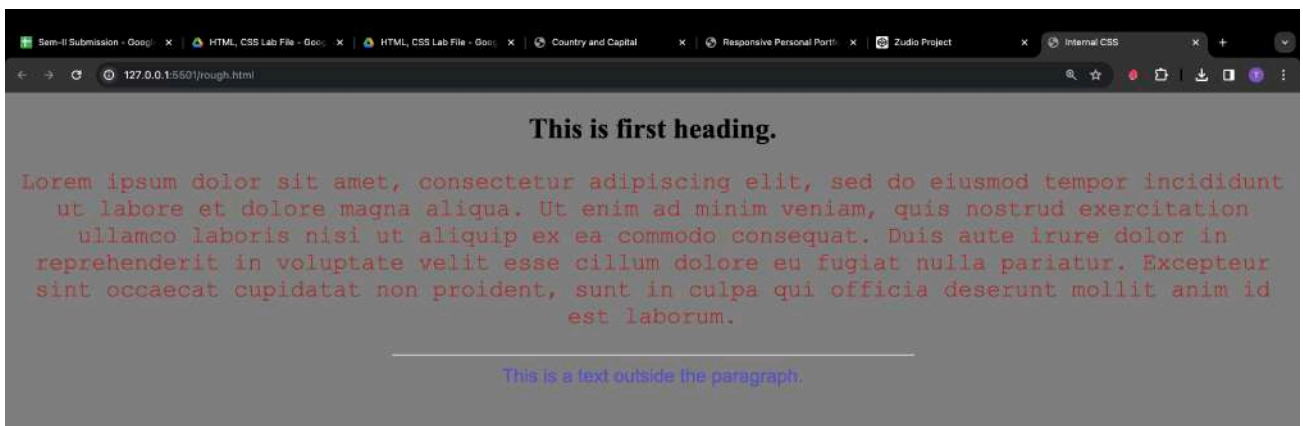 Sem-II Submission - Googl
HTML, CSS Lab File - Goog
HTML, CSS Lab File - Goog
Country and Capital
Responsive Personal Portf
Zudio Project
Internal CSS
127.0.0.1:5501/rough.html
This is first heading.
Lorem ipsum dolor sit amet, consectetur adipiscing elit, sed do eiusmod tempor incididunt
ut labore et dolore magna aliqua. Ut enim ad minim veniam, quis nostrud exercitation
ullamco laboris nisi ut aliquip ex ea commodo consequat. Duis aute irure dolor in
reprehenderit in voluptate velit esse cillum dolore eu fugiat nulla pariatur. Excepteur
sint occaecat cupidatat non proident, sunt in culpa qui officia deserunt mollit anim id
est laborum.
This is a text outside the paragraph.